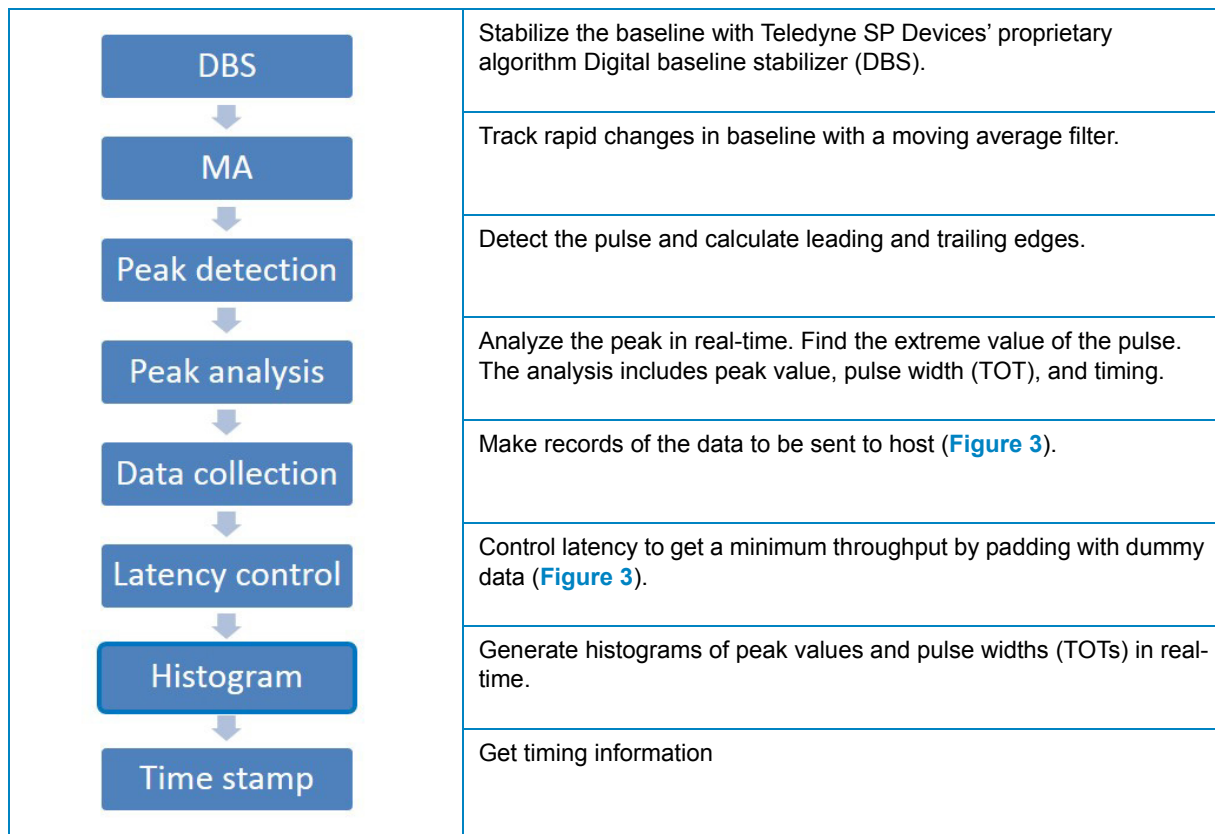 DBS
Stabilize the baseline with Teledyne SP Devices' proprietary
algorithm Digital baseline stabilizer (DBS).
MA
Track rapid changes in baseline with a moving average filter.
Peak detection
Detect the pulse and calculate leading and trailing edges.
Peak analysis
Analyze the peak in real-time. Find the extreme value of the pulse.
The analysis includes peak value, pulse width (TOT), and timing.
Data collection
Make records of the data to be sent to host (Figure 3).
Latency control
Control latency to get a minimum throughput by padding with dummy
data (Figure 3).
Histogram
Generate histograms of peak values and pulse widths (TOTs) in real-
time.
Time stamp
Get timing information